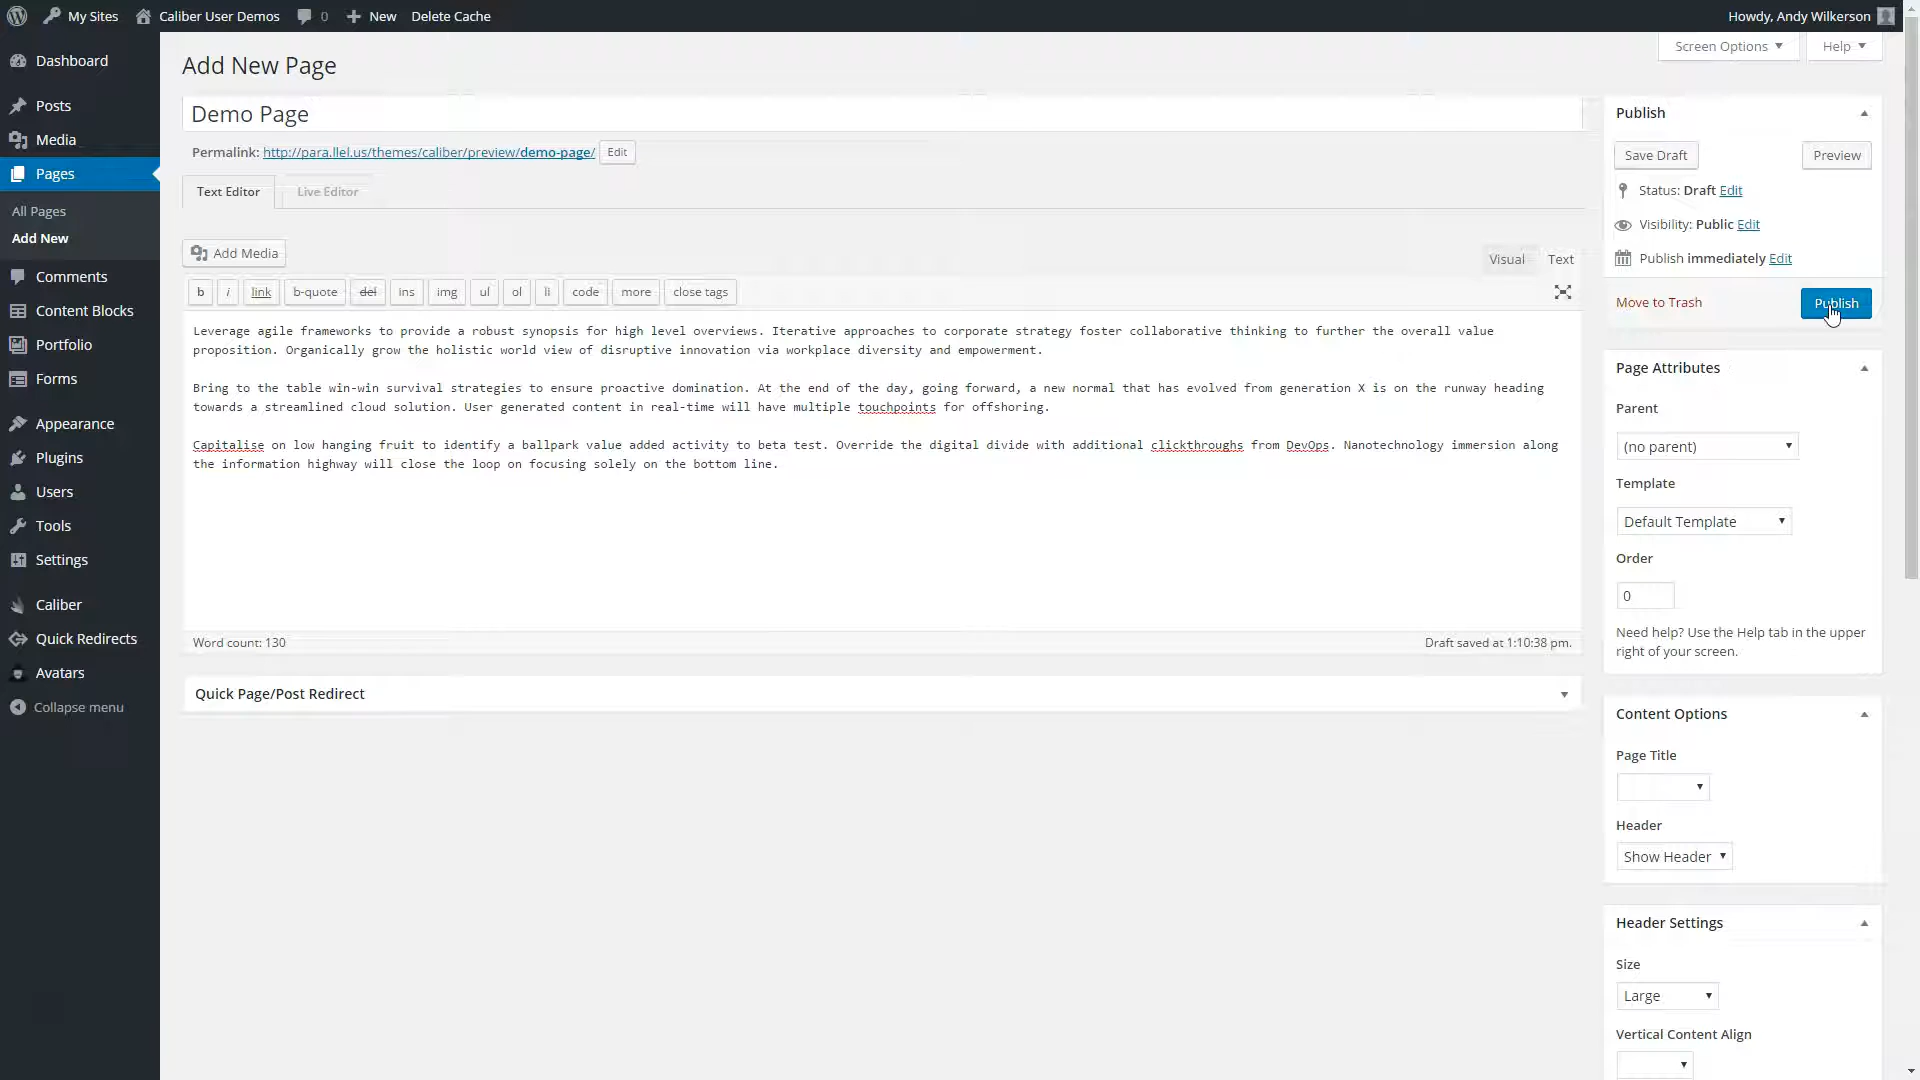 My Sites
Caliber User Demos
0
New
Delete Cache
Howdy, Andy Wilkerson
Screen Options
Help
Dashboard
Posts
Media
Pages
All Pages
Add New
Comments
Content Blocks
Portfolio
Forms
Appearance
Plugins
Users
Tools
Settings
Caliber
Quick Redirects
Avatars
Collapse menu
Add New Page
Demo Page
Permalink: http://para.llel.us/themes/caliber/preview/demo-page/ Edit
Text Editor
Live Editor
Add Media
Visual
Text
b
i
link
b-quote
del
ins
img
ul
ol
li
code
more
close tags
Leverage agile frameworks to provide a robust synopsis for high level overviews. Iterative approaches to corporate strategy foster collaborative thinking to further the overall value
proposition. Organically grow the holistic world view of disruptive innovation via workplace diversity and empowerment.
Bring to the table win-win survival strategies to ensure proactive domination. At the end of the day, going forward, a new normal that has evolved from generation X is on the runway heading
towards a streamlined cloud solution. User generated content in real-time will have multiple touchpoints for offshoring.
Capitalise on low hanging fruit to identify a ballpark value added activity to beta test. Override the digital divide with additional clickthroughs from DevOps. Nanotechnology immersion along
the information highway will close the loop on focusing solely on the bottom line.
Word count: 130
Draft saved at 1:10:38 pm.
Quick Page/Post Redirect
Publish
Save Draft
Preview
Status: Draft Edit
Visibility: Public Edit
Publish immediately Edit
Move to Trash
Publish
Page Attributes
Parent
(no parent)
Template
Default Template
Order
0
Need help? Use the Help tab in the upper
right of your screen.
Content Options
Page Title
Header
Show Header
Header Settings
Size
Large
Vertical Content Align